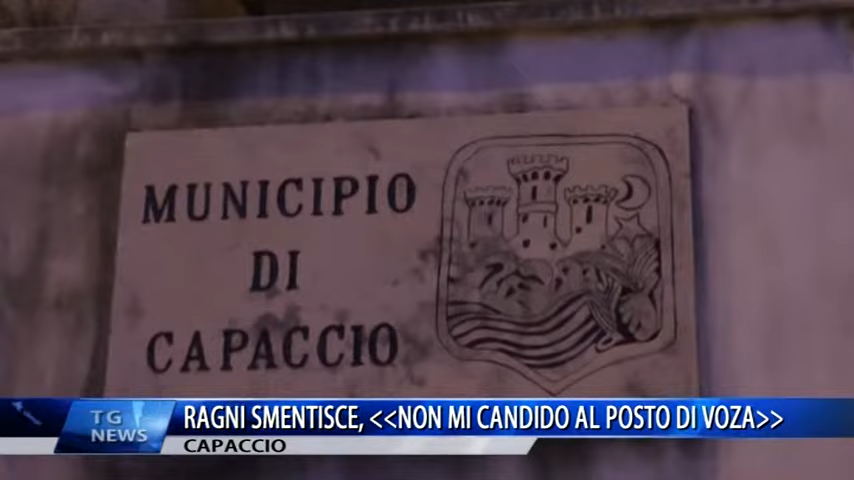 MUNICIPIO
DI
CAPACCIO
TG
NEWS
RAGNI SMENTISCE, <<NON MI CANDIDO AL POSTO DI VOZA>>
CAPACCIO